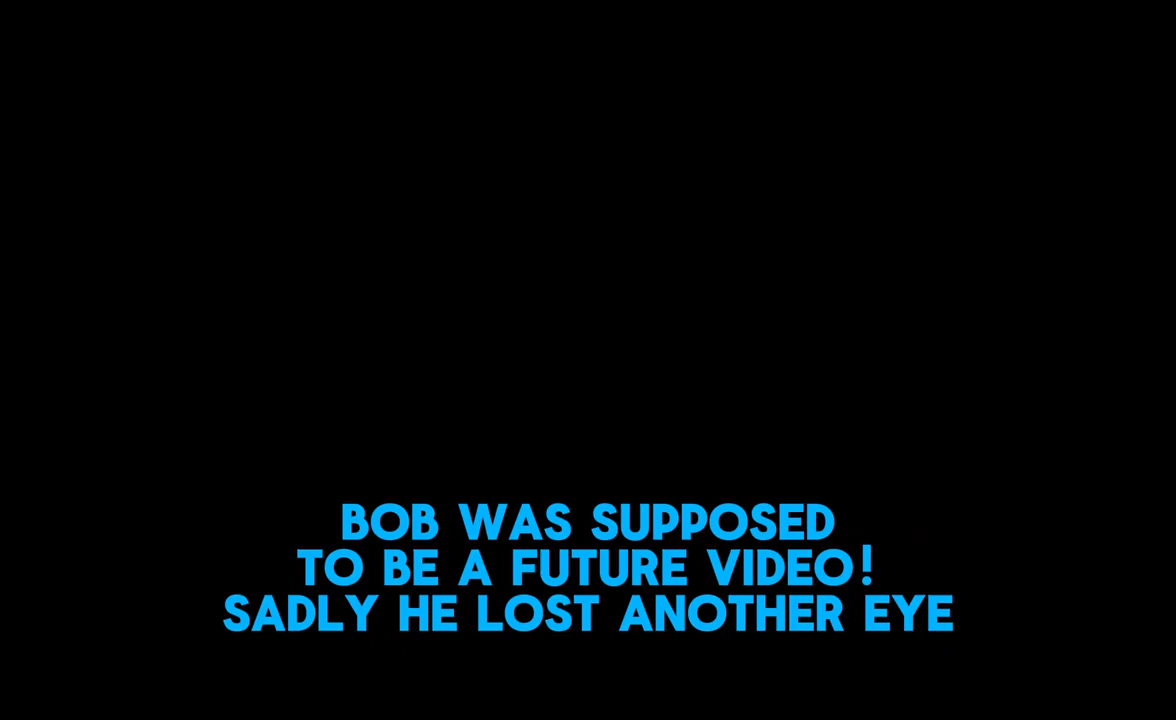 BOB WAS SUPPOSED
TO BE A FUTURE VIDEO!
SADLY HE LOST ANOTHER EYE